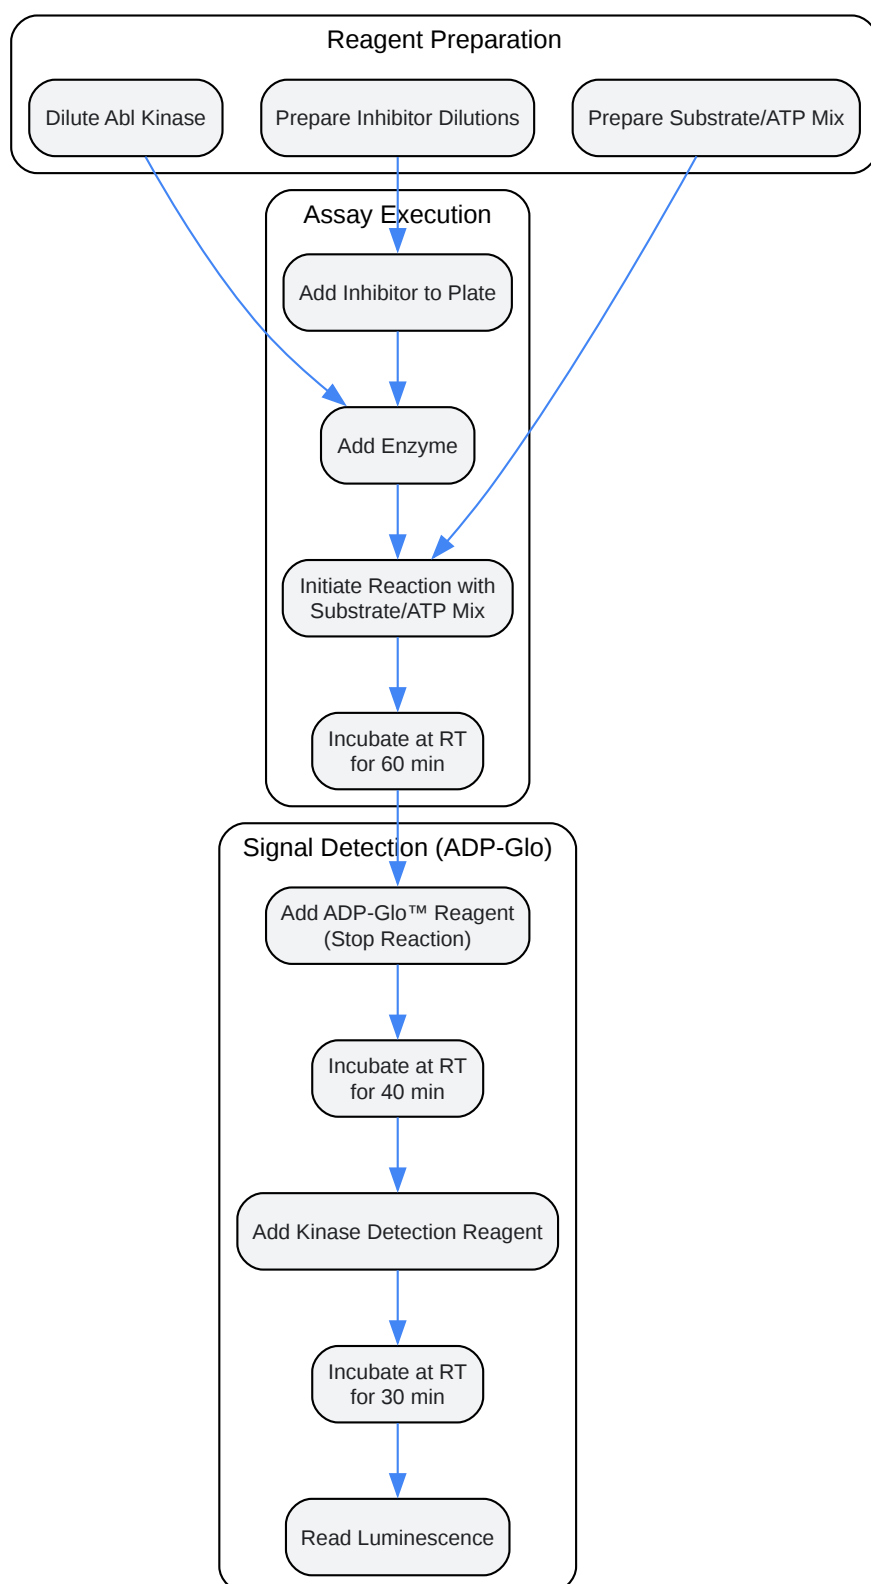 Reagent Preparation
Dilute Abl Kinase
Prepare Inhibitor Dilutions
Prepare Substrate/ATP Mix
Assay Execution
Add Inhibitor to Plate
Add Enzyme
Initiate Reaction with
Substrate/ATP Mix
Incubate at RT
for 60 min
Signal Detection (ADP-Glo)
Add ADP-Glo™ Reagent
(Stop Reaction)
Incubate at RT
for 40 min
Add Kinase Detection Reagent
Incubate at RT
for 30 min
Read Luminescence